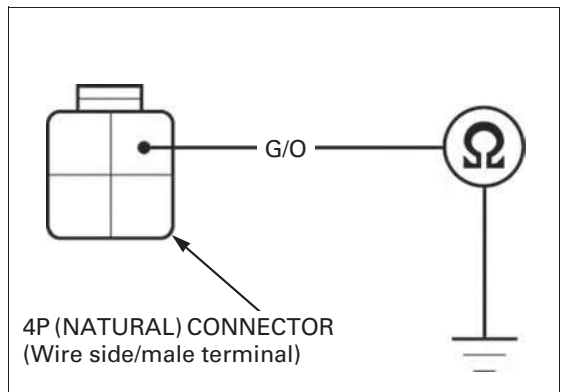 G/O
Ω
4P (NATURAL) CONNECTOR
(Wire side/male terminal)